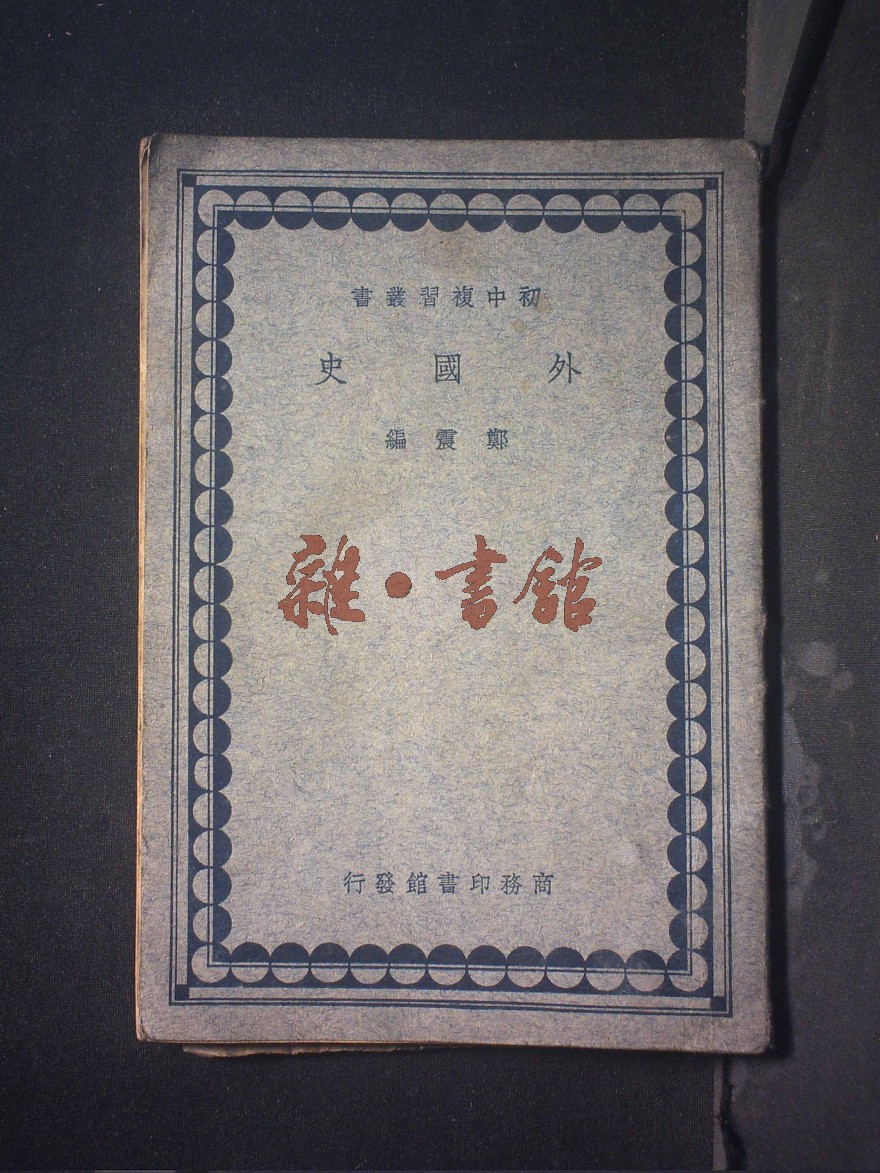 初中複習叢書
外國史
鄭震編
雜·書館
商務印書館發行